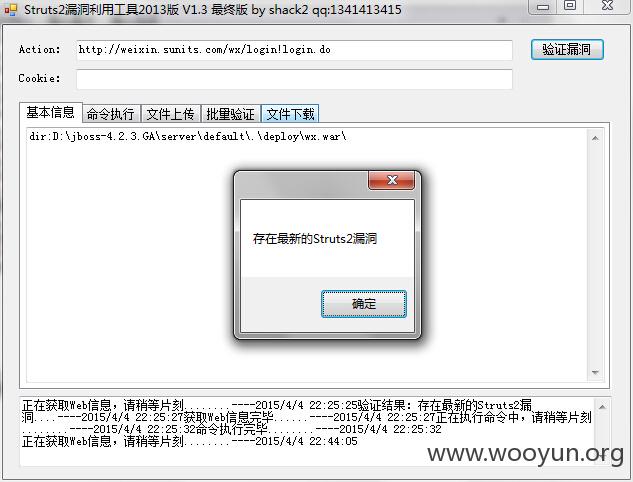 Struts2漏洞利用工具2013版 V1.3 最终版 by shack2 qq:1341413415
Action:
http://weixin.sunits.com/wx/login!login.do
验证漏洞
Cookie:
基本信息 命令执行 文件上传 批量验证 文件下载
dir:D:\jboss-4.2.3.GA\server\default\.\deploy\wx.war\
存在最新的Struts2漏洞
确定
正在获取Web信息，请稍等片刻........----2015/4/4 22:25:25验证结果：存在最新的Struts2漏
洞....----2015/4/4 22:25:27获取Web信息完毕.......----2015/4/4 22:25:27正在执行命令中，请稍等片刻
........----2015/4/4 22:25:32命令执行完毕........----2015/4/4 22:25:32
正在获取Web信息，请稍等片刻........----2015/4/4 22:44:05
www.wooyun.org